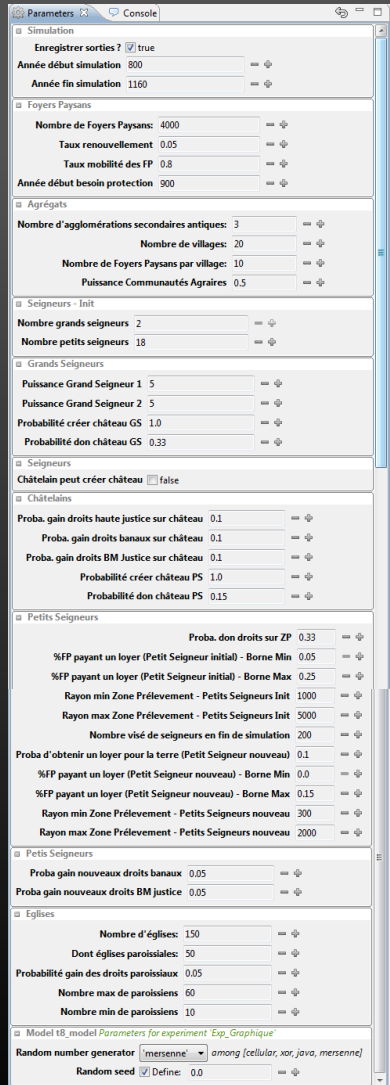 Parameters Console
Simulation
Enregistrer sorties ? true
Année début simulation 800
Année fin simulation 1160
Foyers Paysans
Nombre de Foyers Paysans: 4000
Taux renouvellement 0.05
Taux mobilité des FP 0.8
Année début besoin protection 900
Agrégats
Nombre d'agglomérations secondaires antiques: 3
Nombre de villages: 20
Nombre de Foyers Paysans par village: 10
Puissance Communautés Agraires 0.5
Seigneurs - Init
Nombre grands seigneurs 2
Nombre petits seigneurs 18
Grands Seigneurs
Puissance Grand Seigneur 1 5
Puissance Grand Seigneur 2 5
Probabilité créer château GS 1.0
Probabilité don château GS 0.33
Seigneurs
Châtelain peut créer château false
Châtelains
Proba. gain droits haute justice sur château 0.1
Proba. gain droits banaux sur château 0.1
Proba. gain droits BM Justice sur château 0.1
Probabilité créer château PS 1.0
Probabilité don château PS 0.15
Petits Seigneurs
Proba. don droits sur ZP 0.33
%FP payant un loyer (Petit Seigneur initial) - Borne Min 0.05
%FP payant un loyer (Petit Seigneur initial) - Borne Max 0.25
Rayon min Zone Prélevement - Petits Seigneurs Init 1000
Rayon max Zone Prélevement - Petits Seigneurs Init 5000
Nombre visé de seigneurs en fin de simulation 200
Proba d'obtenir un loyer pour la terre (Petit Seigneur nouveau) 0.1
%FP payant un loyer (Petit Seigneur nouveau) - Borne Min 0.0
%FP payant un loyer (Petit Seigneur nouveau) - Borne Max 0.15
Rayon min Zone Prélevement - Petits Seigneurs nouveau 300
Rayon max Zone Prélevement - Petits Seigneurs nouveau 2000
Petis Seigneurs
Proba gain nouveaux droits banaux 0.05
Proba gain nouveaux droits BM justice 0.05
Eglises
Nombre d'églises: 150
Dont églises paroissiales: 50
Probabilité gain des droits paroissiaux 0.05
Nombre max de paroissiens 60
Nombre min de paroissiens 10
Model t8_model Parameters for experiment 'Exp_Graphique'
Random number generator 'mersenne' among [cellular, xor, java, mersenne]
Random seed Define: 0.0